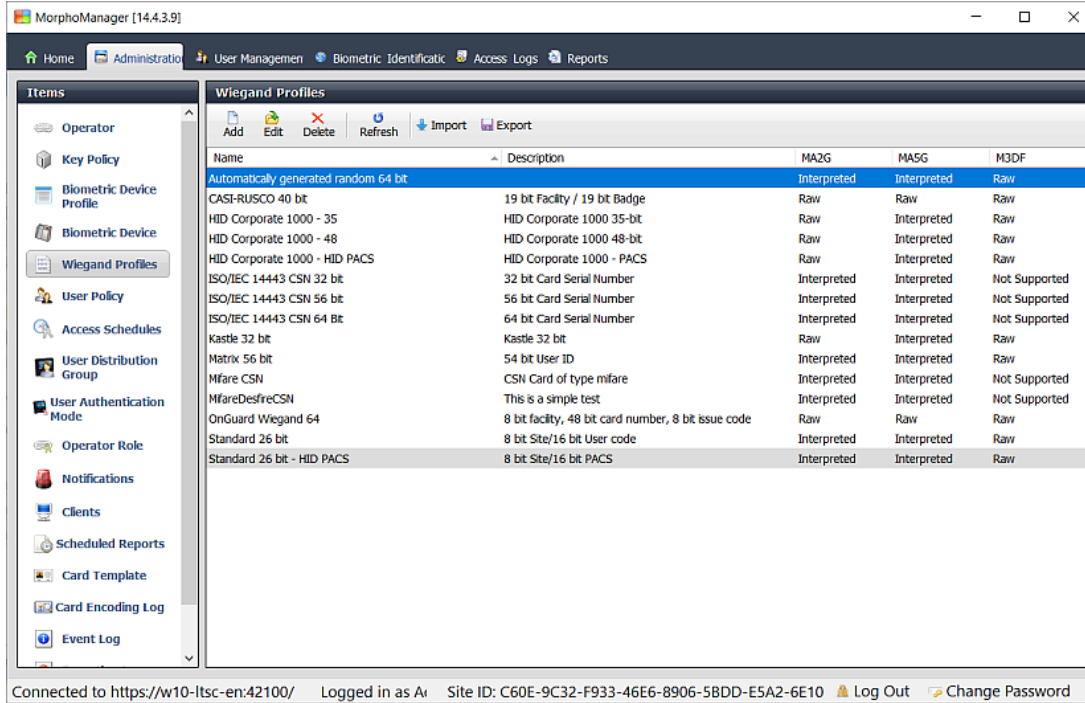 MorphoManager [14.4.3.9]
Home Administratio User Managemen Biometric Identificatic Access Logs Reports
Items
Operator
Key Policy
Biometric Device
Profile
Biometric Device
Wiegand Profiles
User Policy
Access Schedules
User Distribution
Group
User Authentication
Mode
Operator Role
Notifications
Clients
Scheduled Reports
Card Template
Card Encoding Log
Event Log
Wiegand Profiles
Add Edit Delete Refresh Import Export
Name Description MA2G MA5G M3DF
Automatically generated random 64 bit Interpreted Interpreted Raw
CASI-RUSCO 40 bit 19 bit Facility / 19 bit Badge Raw Raw Raw
HID Corporate 1000 - 35 HID Corporate 1000 35-bit Raw Interpreted Raw
HID Corporate 1000 - 48 HID Corporate 1000 48-bit Raw Interpreted Raw
HID Corporate 1000 - HID PACS HID Corporate 1000 - PACS Raw Interpreted Raw
ISO/IEC 14443 CSN 32 bit 32 bit Card Serial Number Interpreted Interpreted Not Supported
ISO/IEC 14443 CSN 56 bit 56 bit Card Serial Number Interpreted Interpreted Not Supported
ISO/IEC 14443 CSN 64 Bit 64 bit Card Serial Number Interpreted Interpreted Not Supported
Kastle 32 bit Kastle 32 bit Raw Interpreted Raw
Matrix 56 bit 54 bit User ID Interpreted Interpreted Raw
Mifare CSN CSN Card of type mifare Interpreted Interpreted Not Supported
MifareDesfireCSN This is a simple test Interpreted Interpreted Not Supported
OnGuard Wiegand 64 8 bit facility, 48 bit card number, 8 bit issue code Raw Raw Raw
Standard 26 bit 8 bit Site/16 bit User code Interpreted Interpreted Raw
Standard 26 bit - HID PACS 8 bit Site/16 bit PACS Interpreted Interpreted Raw
Connected to https://w10-ltsc-en:42100/ Logged in as Site ID: C60E-9C32-F933-46E6-8906-5BDD-E5A2-6E10 Log Out Change Password